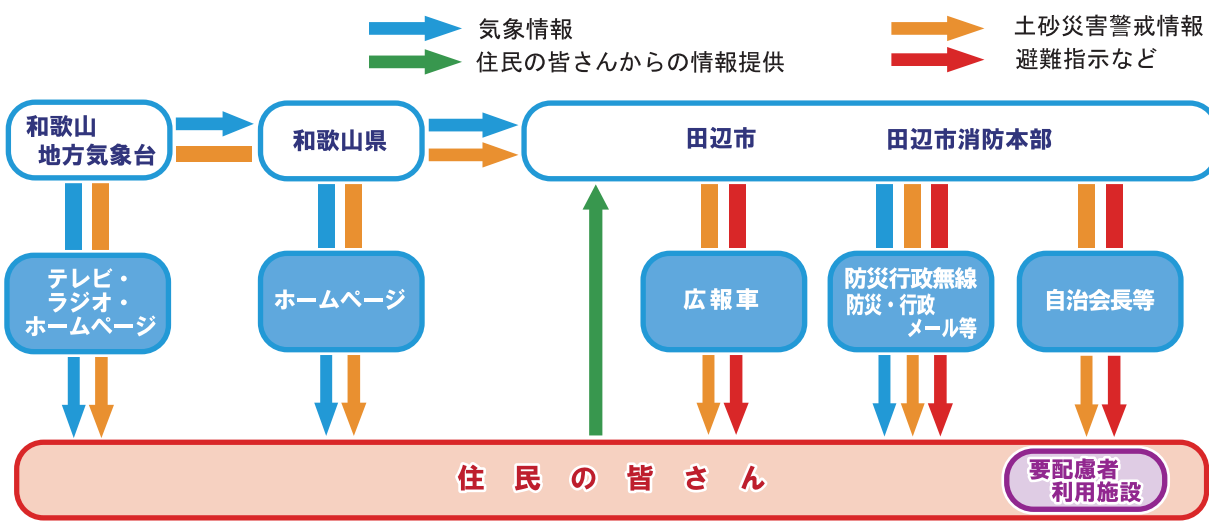 気象情報
土砂災害警戒情報
住民の皆さんからの情報提供
避難指示など
和歌山
地方気象台
和歌山県
田辺市
田辺市消防本部
テレビ・
ラジオ・
ホームページ
ホームページ
広報車
防災行政無線
防災・行政
メール等
自治会長等
住民の皆さん
要配慮者
利用施設